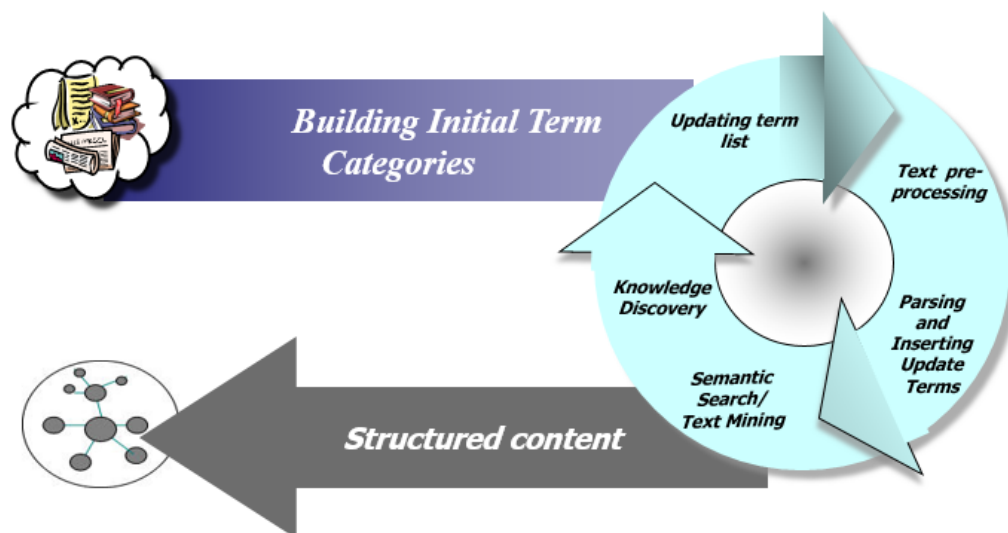 Building Initial Term
Categories
Updating term
list
Text pre-
processing
Parsing
and
Inserting
Update
Terms
Semantic
Search/
Text Mining
Knowledge
Discovery
Structured content